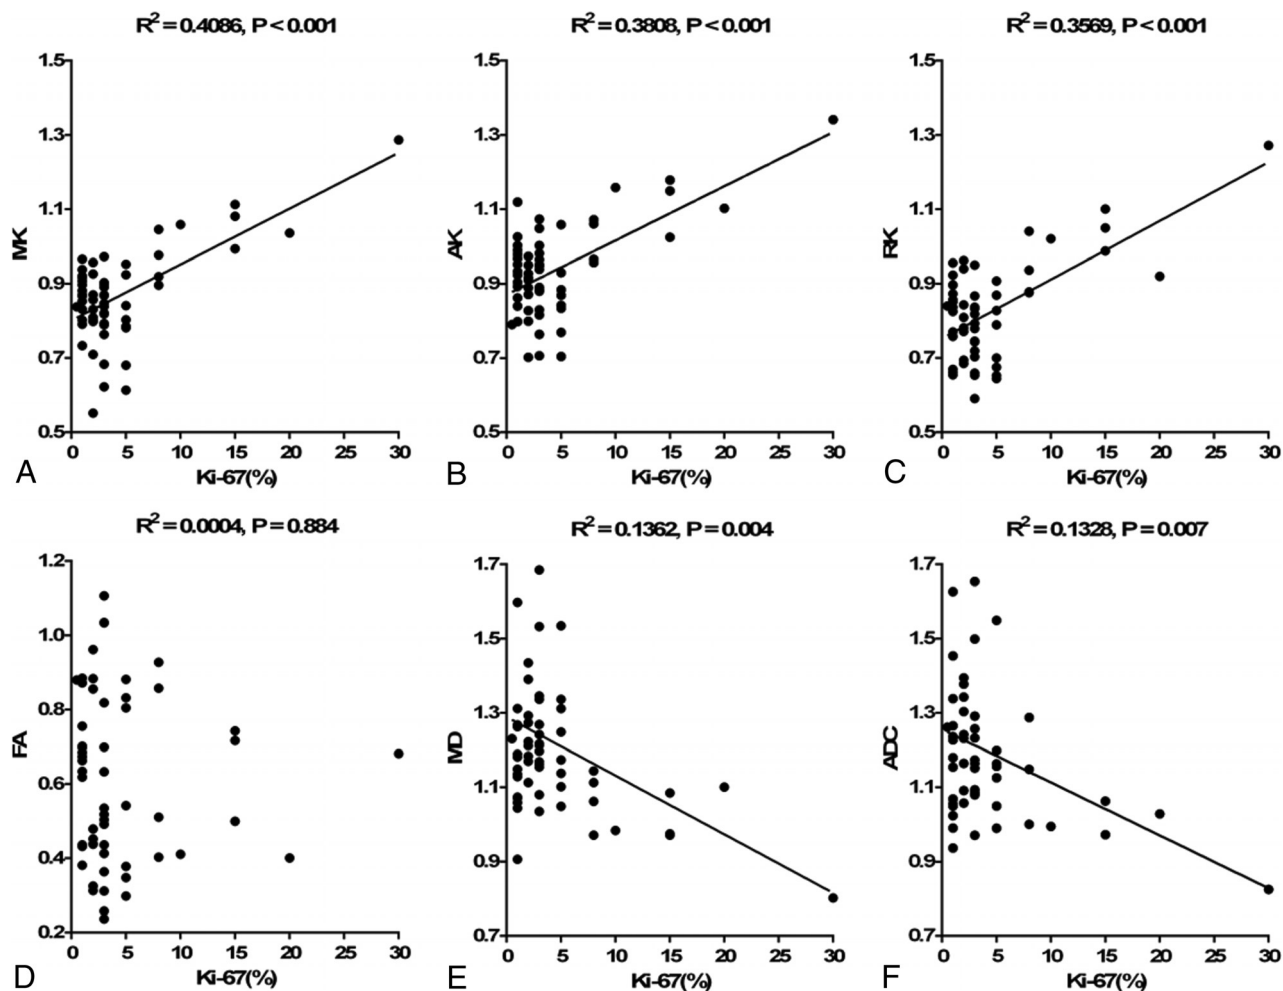 R² = 0.4086, P < 0.001
R² = 0.3808, P < 0.001
R² = 0.3569, P < 0.001
1.5
1.3
1.1
0.9
0.7
0.5
MK
0 5 10 15 20 25 30
Ki-67(%)
A
1.5
1.3
1.1
0.9
0.7
0.5
AK
0 5 10 15 20 25 30
Ki-67(%)
B
1.5
1.3
1.1
0.9
0.7
0.5
RK
0 5 10 15 20 25 30
Ki-67(%)
C
R² = 0.0004, P = 0.884
R² = 0.1362, P = 0.004
R² = 0.1328, P = 0.007
1.2
1.0
0.8
0.6
0.4
0.2
FA
0 5 10 15 20 25 30
Ki-67(%)
D
1.7
1.5
1.3
1.1
0.9
0.7
MD
0 5 10 15 20 25 30
Ki-67(%)
E
1.7
1.5
1.3
1.1
0.9
0.7
ADC
0 5 10 15 20 25 30
Ki-67(%)
F